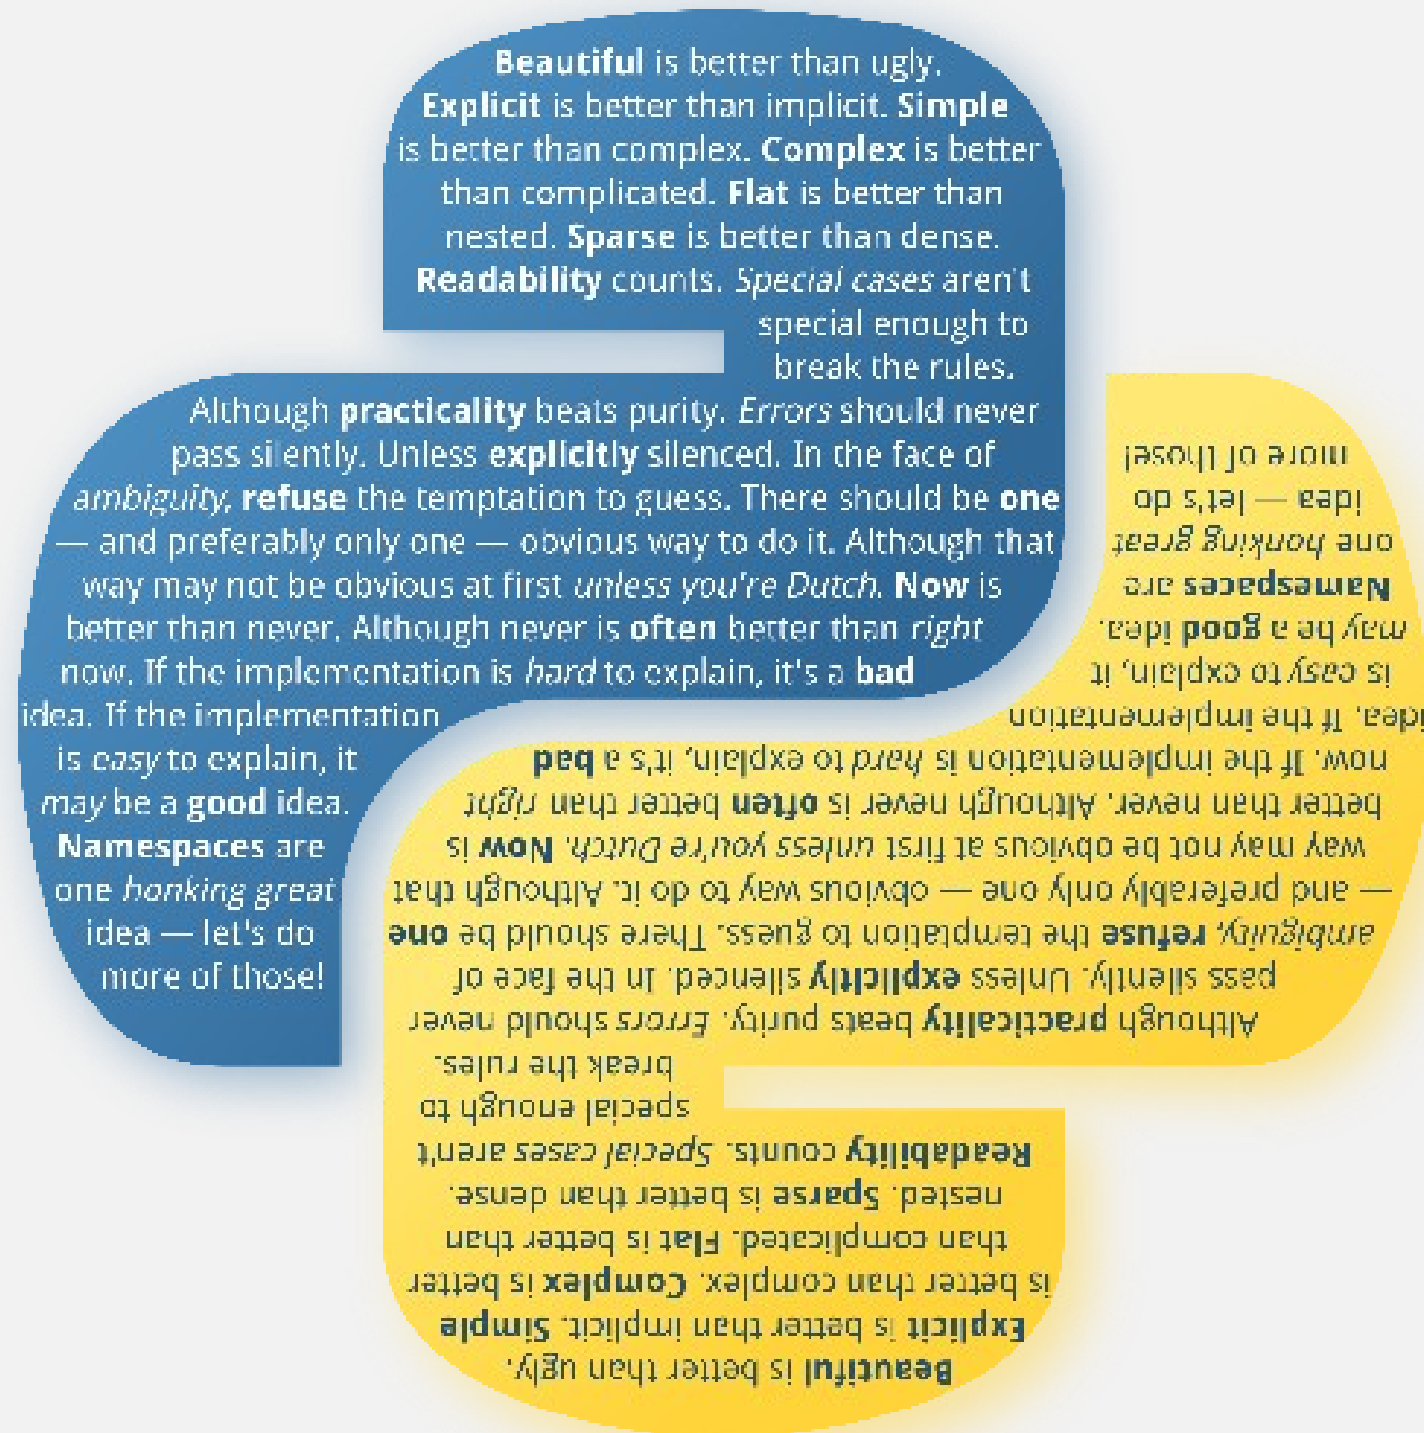 Beautiful is better than ugly.
Explicit is better than implicit. Simple
is better than complex. Complex is better
than complicated. Flat is better than
nested. Sparse is better than dense.
Readability counts. Special cases aren't
special enough to
break the rules.
Although practicality beats purity. Errors should never
pass silently. Unless explicitly silenced. In the face of
ambiguity, refuse the temptation to guess. There should be one
— and preferably only one — obvious way to do it. Although that
way may not be obvious at first unless you're Dutch. Now is
better than never. Although never is often better than right
now. If the implementation is hard to explain, it's a bad
idea. If the implementation
is easy to explain, it
may be a good idea.
Namespaces are
one honking great
idea — let's do
more of those!
Beautiful is better than ugly.
Explicit is better than implicit. Simple
is better than complex. Complex is better
than complicated. Flat is better than
nested. Sparse is better than dense.
Readability counts. Special cases aren't
special enough to
break the rules.
Although practicality beats purity. Errors should never
pass silently. Unless explicitly silenced. In the face of
ambiguity, refuse the temptation to guess. There should be one
— and preferably only one — obvious way to do it. Although that
way may not be obvious at first unless you're Dutch. Now is
better than never. Although never is often better than right
now. If the implementation is hard to explain, it's a bad
idea. If the implementation
is easy to explain, it
may be a good idea.
Namespaces are
one honking great
idea — let's do
more of those!